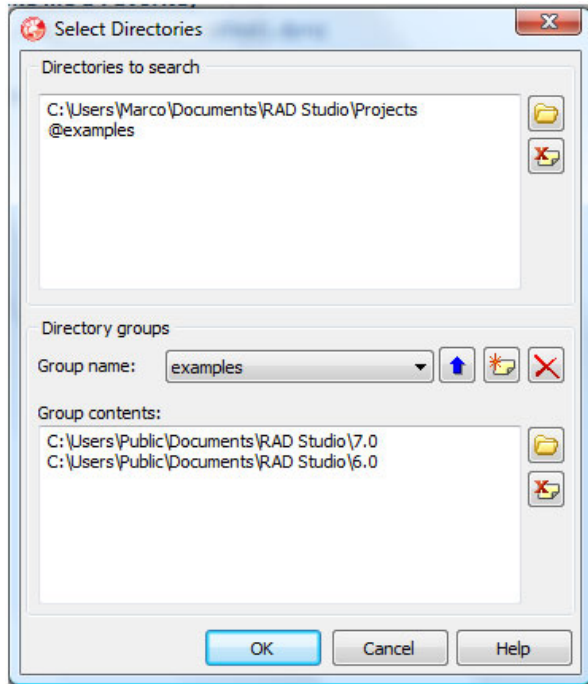 Select Directories
Directories to search
C:\Users\Marco\Documents\RAD Studio\Projects
@examples
Directory groups
Group name: examples
Group contents:
C:\Users\Public\Documents\RAD Studio\7.0
C:\Users\Public\Documents\RAD Studio\6.0
OK Cancel Help